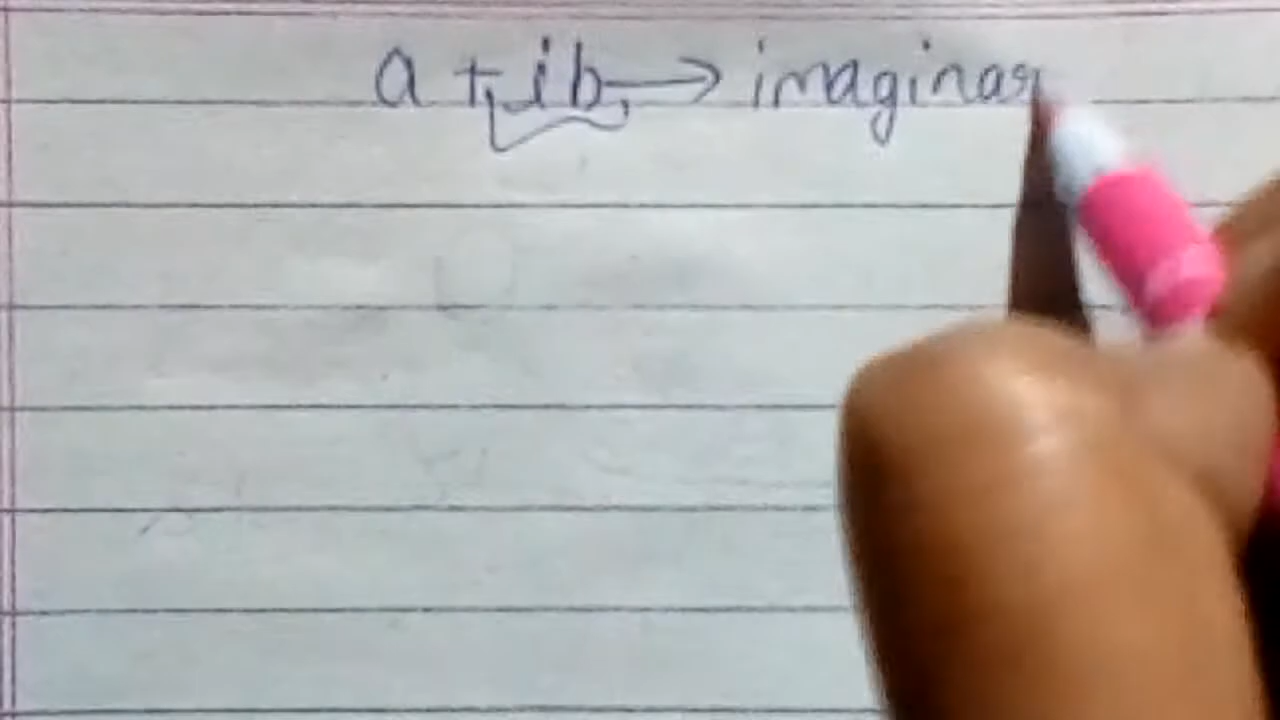 a + ib → imaginar